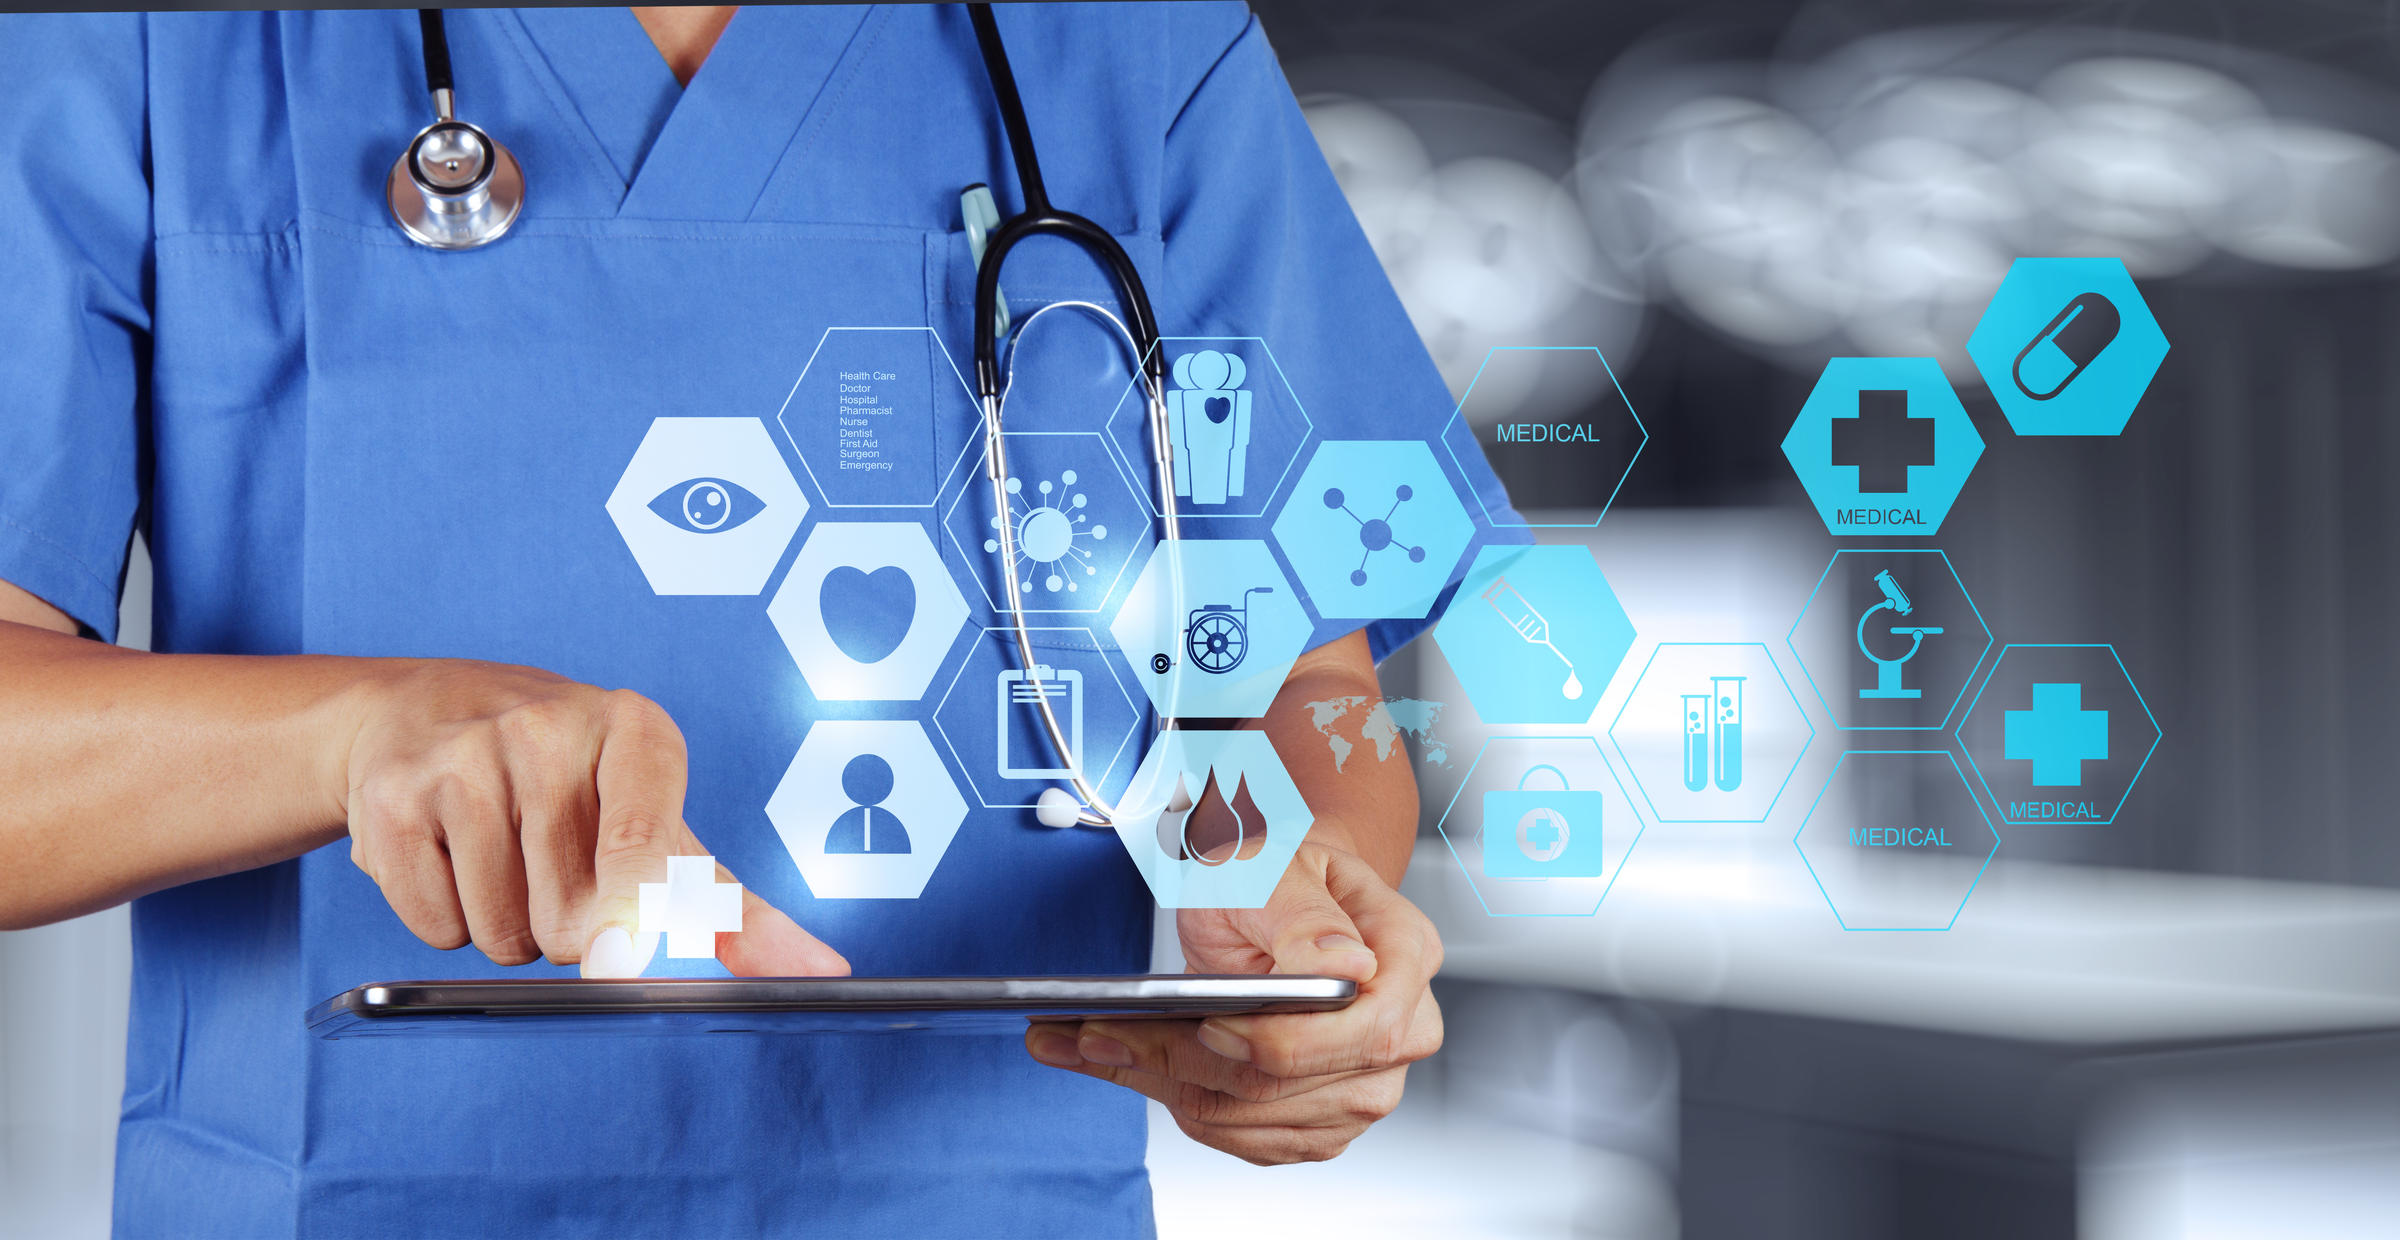 Health Care
Doctor
Hospital
Pharmacist
Nurse
Dentist
First Aid
Surgeon
Emergency
MEDICAL
MEDICAL
MEDICAL
MEDICAL